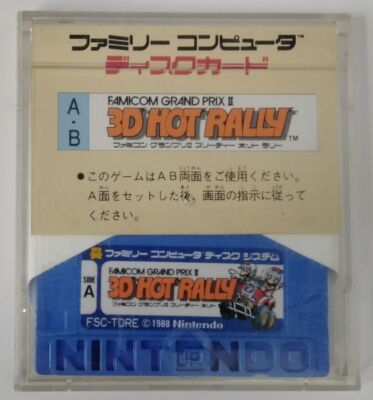 ファミリー コンピュータ™
ディスクカード
A・B
FAMICOM GRAND PRIX II
3D HOT RALLY™
ファミコン グランプリII スリーディー ホット ラリー
●このゲームはAB両面をご使用ください。
A面をセットした後、画面の指示に従って
ください。
ファミリー コンピュータ ディスク システム
SIDE A
FAMICOM GRAND PRIX II
3D HOT RALLY
ファミコン グランプリII スリーディー ホット ラリー
FSC-TDRE © 1988 Nintendo
NINTENDO
UP